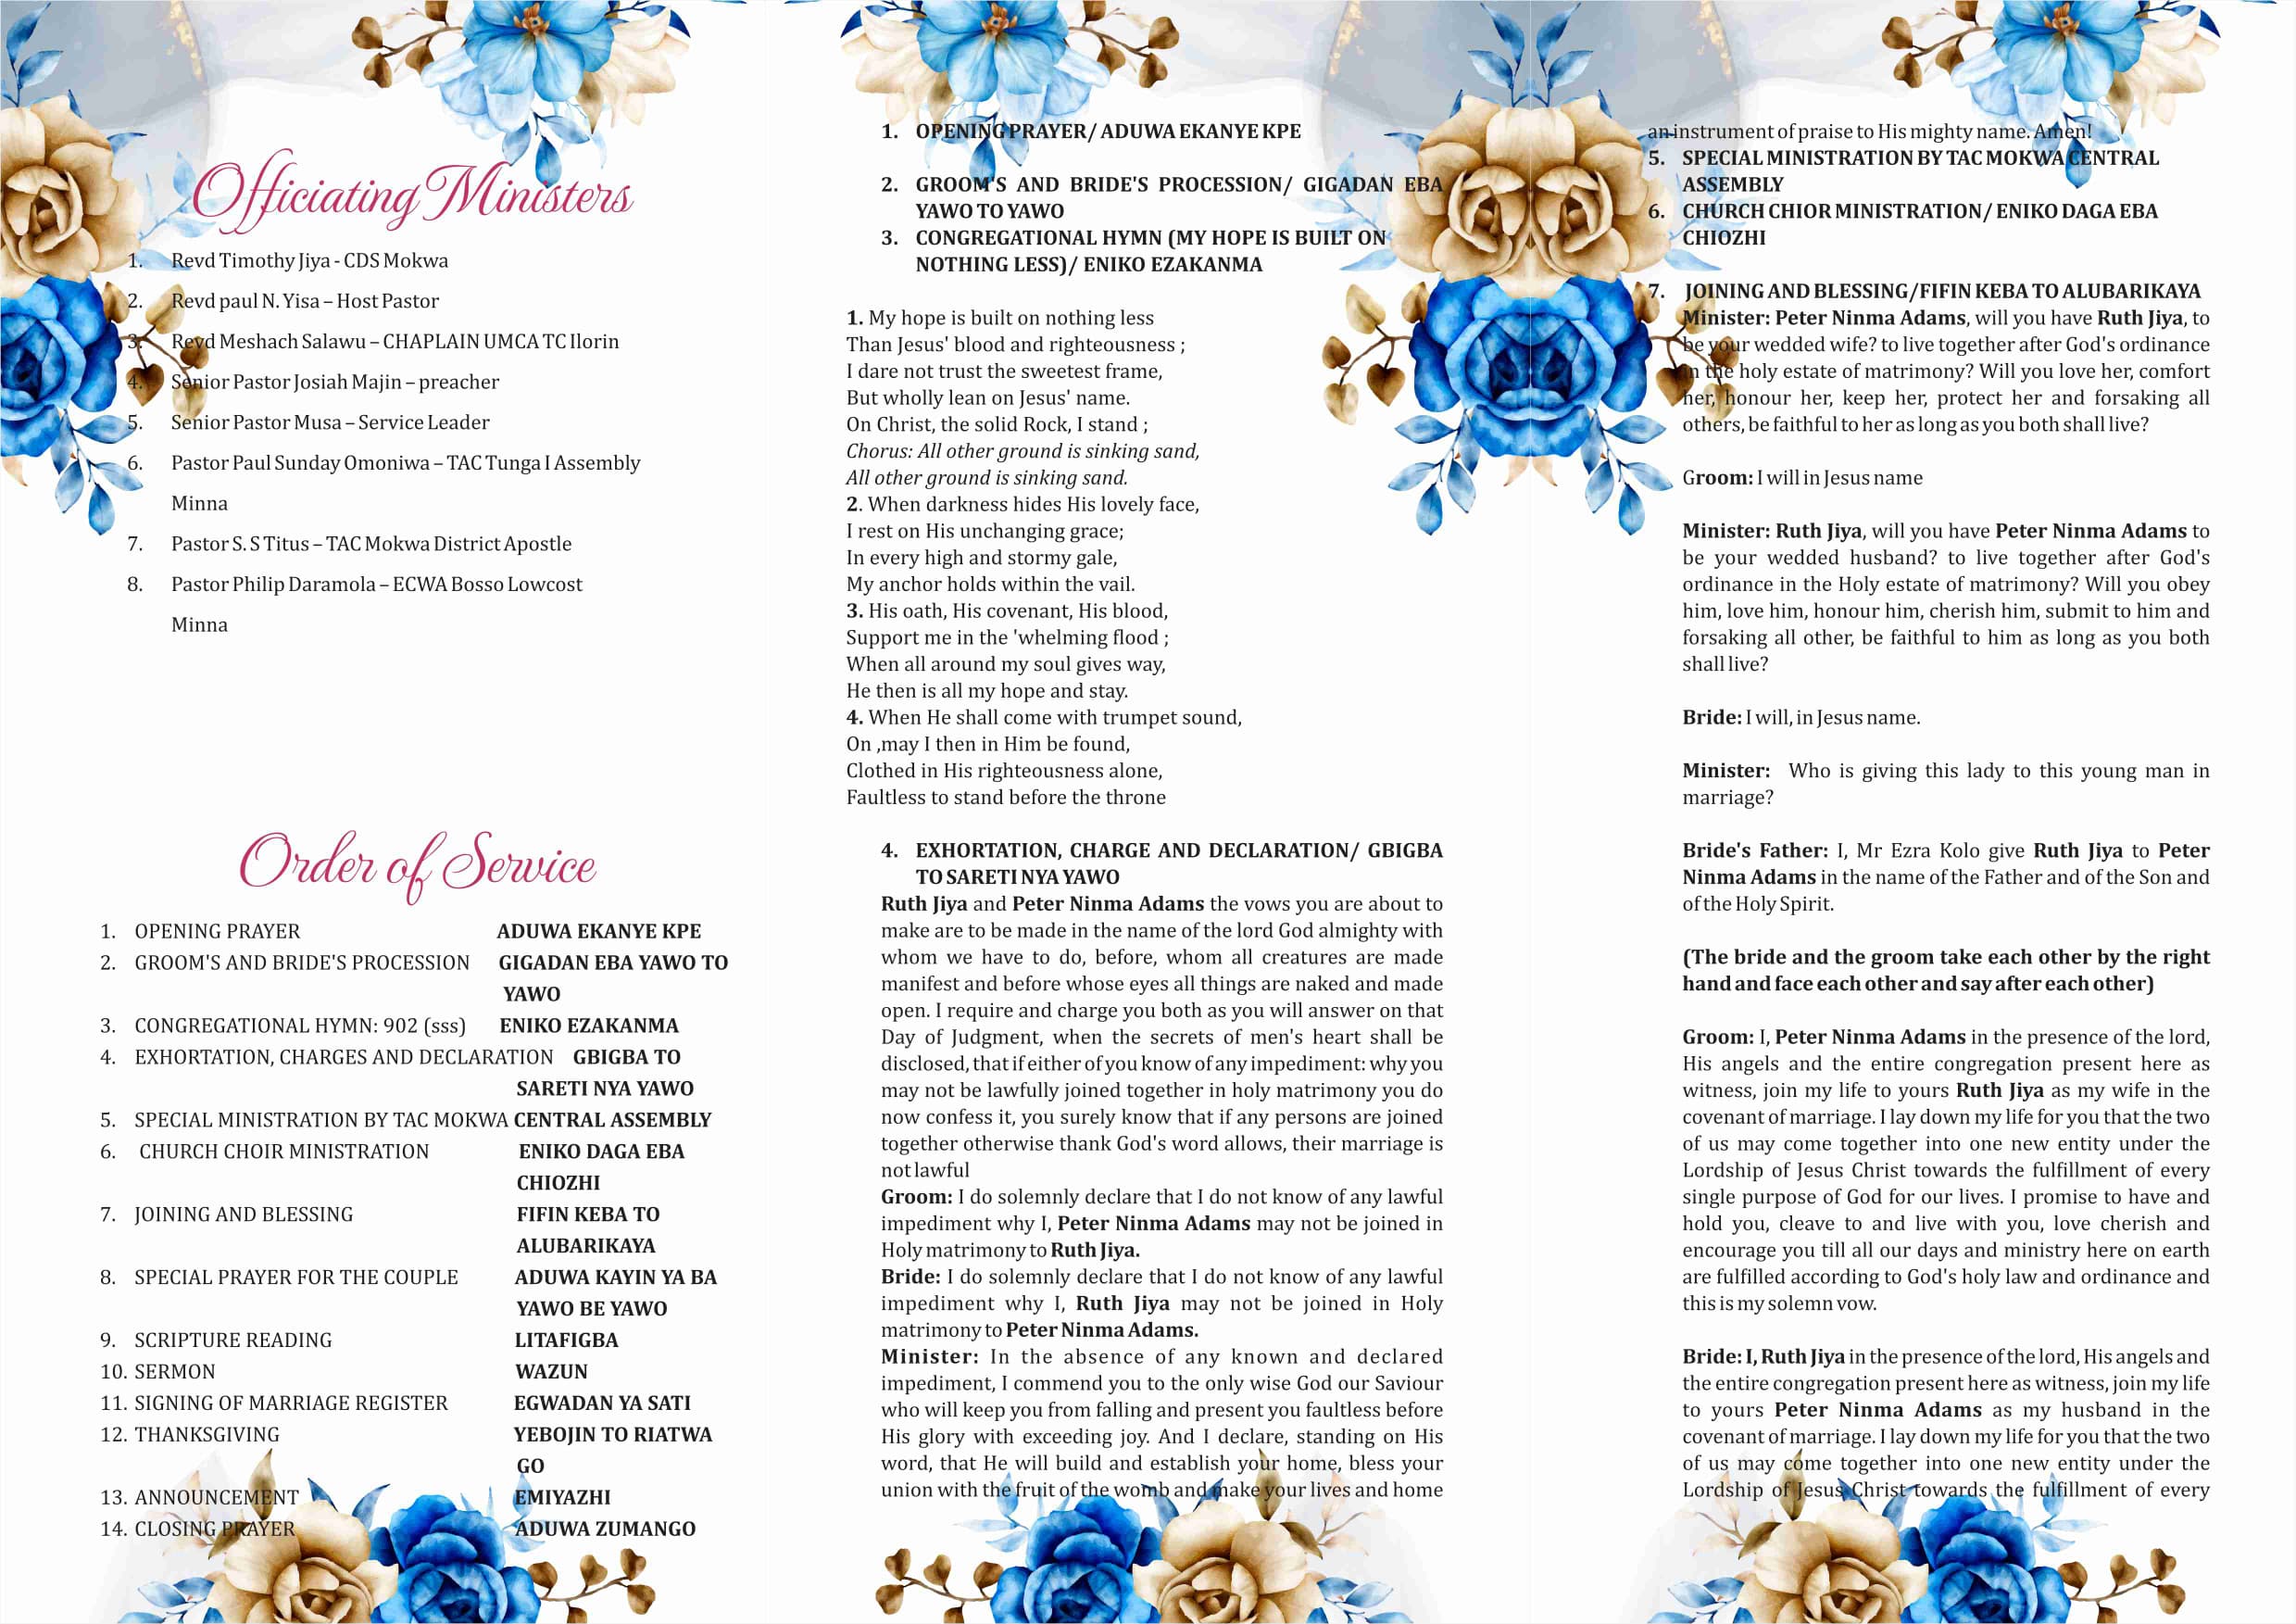 Officiating Ministers
1. Revd Timothy Jiya - CDS Mokwa
2. Revd paul N. Yisa – Host Pastor
3. Revd Meshach Salawu – CHAPLAIN UMCA TC Ilorin
4. Senior Pastor Josiah Majin – preacher
5. Senior Pastor Musa – Service Leader
6. Pastor Paul Sunday Omoniwa – TAC Tunga I Assembly
Minna
7. Pastor S. S Titus – TAC Mokwa District Apostle
8. Pastor Philip Daramola – ECWA Bosso Lowcost
Minna
Order of Service
1. OPENING PRAYER ADUWA EKANYE KPE
2. GROOM'S AND BRIDE'S PROCESSION GIGADAN EBA YAWO TO
YAWO
3. CONGREGATIONAL HYMN: 902 (sss) ENIKO EZAKANMA
4. EXHORTATION, CHARGES AND DECLARATION GBIGBA TO
SARETI NYA YAWO
5. SPECIAL MINISTRATION BY TAC MOKWA CENTRAL ASSEMBLY
6. CHURCH CHOIR MINISTRATION ENIKO DAGA EBA
CHIOZHI
7. JOINING AND BLESSING FIFIN KEBA TO
ALUBARIKAYA
8. SPECIAL PRAYER FOR THE COUPLE ADUWA KAYIN YA BA
YAWO BE YAWO
9. SCRIPTURE READING LITAFIGBA
10. SERMON WAZUN
11. SIGNING OF MARRIAGE REGISTER EGWADAN YA SATI
12. THANKSGIVING YEBOJIN TO RIATWA
GO
13. ANNOUNCEMENT EMIYAZHI
14. CLOSING PRAYER ADUWA ZUMANGO
1. OPENING PRAYER/ ADUWA EKANYE KPE
2. GROOM'S AND BRIDE'S PROCESSION/ GIGADAN EBA
YAWO TO YAWO
3. CONGREGATIONAL HYMN (MY HOPE IS BUILT ON
NOTHING LESS)/ ENIKO EZAKANMA
1. My hope is built on nothing less
Than Jesus' blood and righteousness ;
I dare not trust the sweetest frame,
But wholly lean on Jesus' name.
On Christ, the solid Rock, I stand ;
Chorus: All other ground is sinking sand,
All other ground is sinking sand.
2. When darkness hides His lovely face,
I rest on His unchanging grace;
In every high and stormy gale,
My anchor holds within the vail.
3. His oath, His covenant, His blood,
Support me in the 'whelming flood ;
When all around my soul gives way,
He then is all my hope and stay.
4. When He shall come with trumpet sound,
On ,may I then in Him be found,
Clothed in His righteousness alone,
Faultless to stand before the throne
4. EXHORTATION, CHARGE AND DECLARATION/ GBIGBA
TO SARETI NYA YAWO
Ruth Jiya and Peter Ninma Adams the vows you are about to
make are to be made in the name of the lord God almighty with
whom we have to do, before, whom all creatures are made
manifest and before whose eyes all things are naked and made
open. I require and charge you both as you will answer on that
Day of Judgment, when the secrets of men's heart shall be
disclosed, that if either of you know of any impediment: why you
may not be lawfully joined together in holy matrimony you do
now confess it, you surely know that if any persons are joined
together otherwise thank God's word allows, their marriage is
not lawful
Groom: I do solemnly declare that I do not know of any lawful
impediment why I, Peter Ninma Adams may not be joined in
Holy matrimony to Ruth Jiya.
Bride: I do solemnly declare that I do not know of any lawful
impediment why I, Ruth Jiya may not be joined in Holy
matrimony to Peter Ninma Adams.
Minister: In the absence of any known and declared
impediment, I commend you to the only wise God our Saviour
who will keep you from falling and present you faultless before
His glory with exceeding joy. And I declare, standing on His
word, that He will build and establish your home, bless your
union with the fruit of the womb and make your lives and home
an instrument of praise to His mighty name. Amen!
5. SPECIAL MINISTRATION BY TAC MOKWA CENTRAL
ASSEMBLY
6. CHURCH CHIOR MINISTRATION/ ENIKO DAGA EBA
CHIOZHI
7. JOINING AND BLESSING/FIFIN KEBA TO ALUBARIKAYA
Minister: Peter Ninma Adams, will you have Ruth Jiya, to
be your wedded wife? to live together after God's ordinance
in the holy estate of matrimony? Will you love her, comfort
her, honour her, keep her, protect her and forsaking all
others, be faithful to her as long as you both shall live?
Groom: I will in Jesus name
Minister: Ruth Jiya, will you have Peter Ninma Adams to
be your wedded husband? to live together after God's
ordinance in the Holy estate of matrimony? Will you obey
him, love him, honour him, cherish him, submit to him and
forsaking all other, be faithful to him as long as you both
shall live?
Bride: I will, in Jesus name.
Minister: Who is giving this lady to this young man in
marriage?
Bride's Father: I, Mr Ezra Kolo give Ruth Jiya to Peter
Ninma Adams in the name of the Father and of the Son and
of the Holy Spirit.
(The bride and the groom take each other by the right
hand and face each other and say after each other)
Groom: I, Peter Ninma Adams in the presence of the lord,
His angels and the entire congregation present here as
witness, join my life to yours Ruth Jiya as my wife in the
covenant of marriage. I lay down my life for you that the two
of us may come together into one new entity under the
Lordship of Jesus Christ towards the fulfillment of every
single purpose of God for our lives. I promise to have and
hold you, cleave to and live with you, love cherish and
encourage you till all our days and ministry here on earth
are fulfilled according to God's holy law and ordinance and
this is my solemn vow.
Bride: I, Ruth Jiya in the presence of the lord, His angels and
the entire congregation present here as witness, join my life
to yours Peter Ninma Adams as my husband in the
covenant of marriage. I lay down my life for you that the two
of us may come together into one new entity under the
Lordship of Jesus Christ towards the fulfillment of every